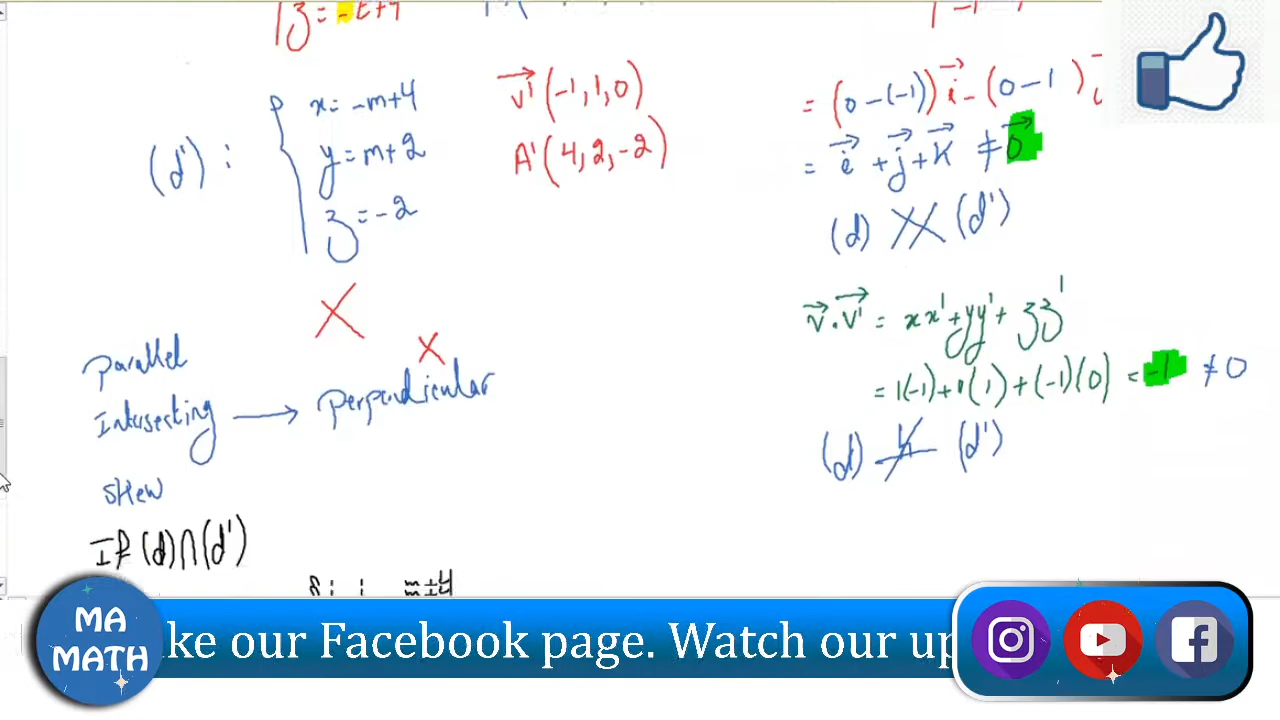 z = -t+4
(d') : { x = -m+4
y = m+2
z = -2
v'(-1, 1, 0)
A'(4, 2, -2)
= (0-(-1)) i - (0-1)
= i + j + k ≠ 0
(d) ∦ (d')
v . v' = xx' + yy' + zz'
= 1(-1)+0(1)+(-1)(0) = -1 ≠ 0
(d) ⊥̸ (d')
parallel
Intersecting → perpendicular
skew
If (d)∩(d')
m+4
MA MATH
ke our Facebook page. Watch our up